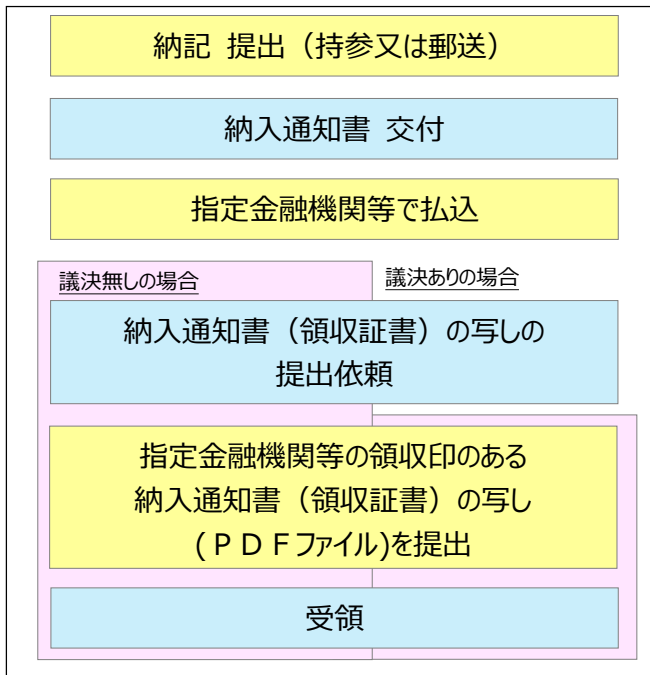 納記 提出（持参又は郵送）
納入通知書 交付
指定金融機関等で払込
議決無しの場合
議決ありの場合
納入通知書（領収証書）の写しの
提出依頼
指定金融機関等の領収印のある
納入通知書（領収証書）の写し
(ＰＤＦファイル)を提出
受領